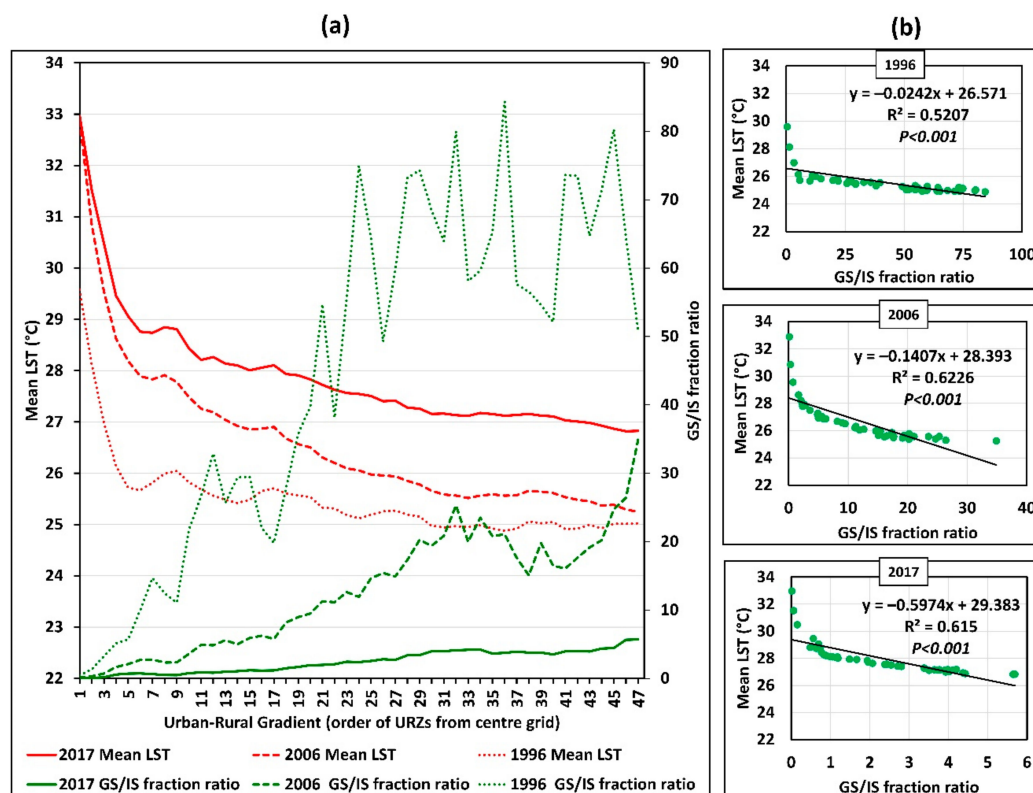 (a)
34
33
32
31
30
29
28
27
26
25
24
23
22
Mean LST (°C)
90
80
70
60
50
40
30
20
10
0
GS/IS fraction ratio
1 3 5 7 9 11 13 15 17 19 21 23 25 27 29 31 33 35 37 39 41 43 45 47
Urban-Rural Gradient (order of URZs from centre grid)
2017 Mean LST 2006 Mean LST 1996 Mean LST
2017 GS/IS fraction ratio 2006 GS/IS fraction ratio 1996 GS/IS fraction ratio
(b)
1996
y = –0.0242x + 26.571
R² = 0.5207
P<0.001
34
32
30
28
26
24
22
Mean LST (°C)
0 25 50 75 100
GS/IS fraction ratio
2006
y = –0.1407x + 28.393
R² = 0.6226
P<0.001
34
32
30
28
26
24
22
Mean LST (°C)
0 10 20 30 40
GS/IS fraction ratio
2017
y = –0.5974x + 29.383
R² = 0.615
P<0.001
34
32
30
28
26
24
22
Mean LST (°C)
0 1 2 3 4 5 6
GS/IS fraction ratio